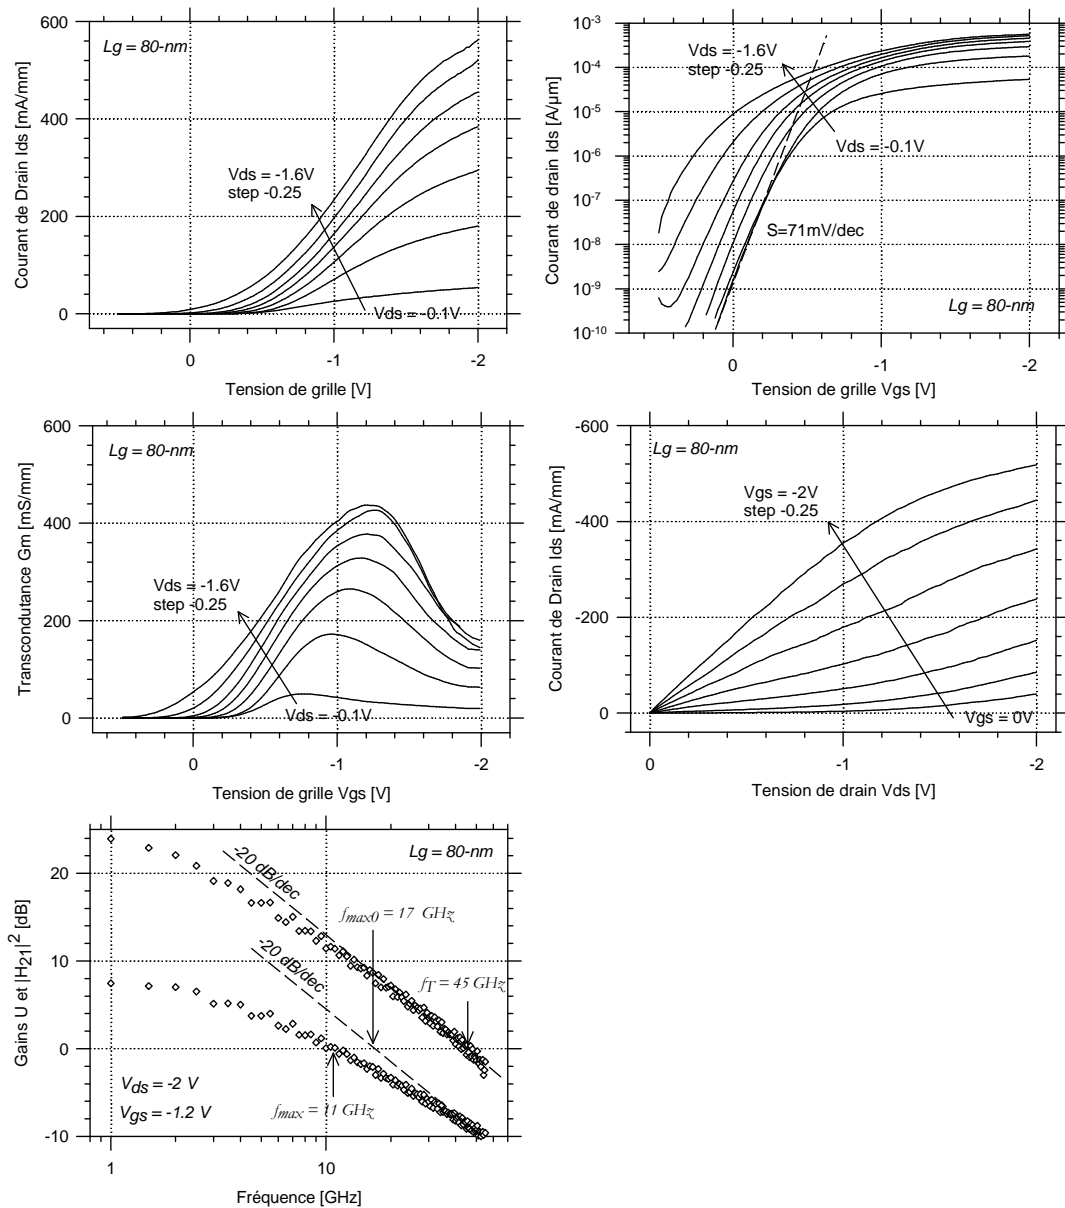 600
400
200
0
Courant de Drain Ids [mA/mm]
Lg = 80-nm
Vds = -1.6V
step -0.25
Vds = -0.1V
0 -1 -2
Tension de grille [V]
10-3
10-4
10-5
10-6
10-7
10-8
10-9
10-10
Courant de drain Ids [A/µm]
Vds = -1.6V
step -0.25
Vds = -0.1V
S=71mV/dec
Lg = 80-nm
0 -1 -2
Tension de grille Vgs [V]
600
400
200
0
Transcondutance Gm [mS/mm]
Lg = 80-nm
Vds = -1.6V
step -0.25
Vds = -0.1V
0 -1 -2
Tension de grille Vgs [V]
-600
-400
-200
0
Courant de Drain Ids [mA/mm]
Lg = 80-nm
Vgs = -2V
step -0.25
Vgs = 0V
0 -1 -2
Tension de drain Vds [V]
20
10
0
-10
Gains U et |H21|2 [dB]
Lg = 80-nm
-20 dB/dec
fmax0 = 17 GHz
-20 dB/dec
fT = 45 GHz
Vds = -2 V
Vgs = -1.2 V
fmax = 11 GHz
1 10
Fréquence [GHz]